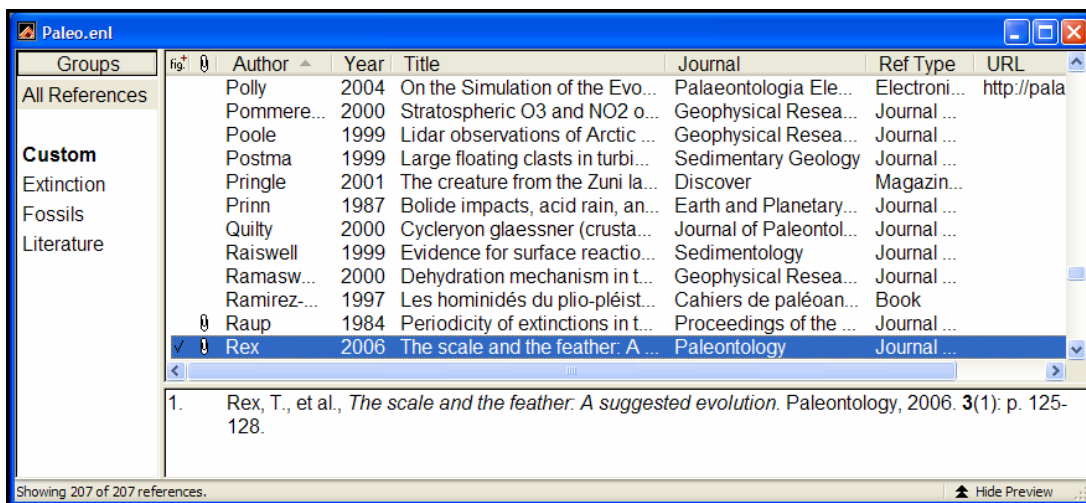 Paleo.enl
Groups fig. Author Year Title Journal Ref Type URL
All References
Custom
Extinction
Fossils
Literature
Polly 2004 On the Simulation of the Evo... Palaeontologia Ele... Electroni... http://pala
Pommere... 2000 Stratospheric O3 and NO2 o... Geophysical Resea... Journal ...
Poole 1999 Lidar observations of Arctic ... Geophysical Resea... Journal ...
Postma 1999 Large floating clasts in turbi... Sedimentary Geology Journal ...
Pringle 2001 The creature from the Zuni la... Discover Magazin...
Prinn 1987 Bolide impacts, acid rain, an... Earth and Planetary... Journal ...
Quilty 2000 Cycleryon glaessner (crusta... Journal of Paleontol... Journal ...
Raiswell 1999 Evidence for surface reactio... Sedimentology Journal ...
Ramasw... 2000 Dehydration mechanism in t... Geophysical Resea... Journal ...
Ramirez-... 1997 Les hominidés du plio-pléist... Cahiers de paléoan... Book
Raup 1984 Periodicity of extinctions in t... Proceedings of the ... Journal ...
Rex 2006 The scale and the feather: A ... Paleontology Journal ...
1. Rex, T., et al., The scale and the feather: A suggested evolution. Paleontology, 2006. 3(1): p. 125-
128.
Showing 207 of 207 references. Hide Preview